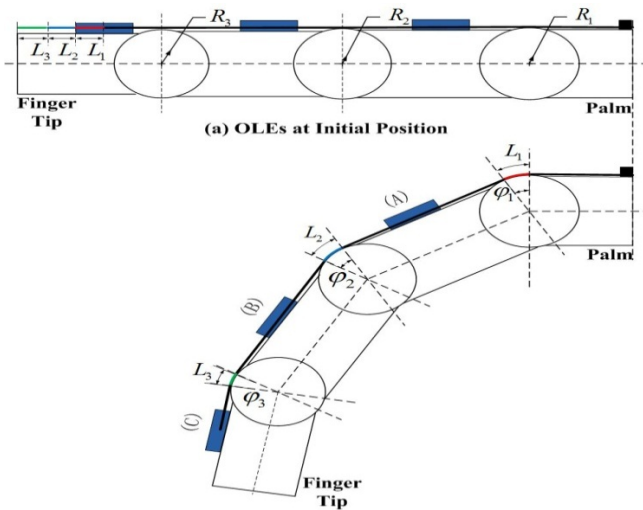 R₃ R₂ R₁
L₃ L₂ L₁
Finger
Tip
Palm
(a) OLEs at Initial Position
L₁
φ₁
(A)
Palm
L₂
φ₂
(B)
L₃
φ₃
(C)
Finger
Tip